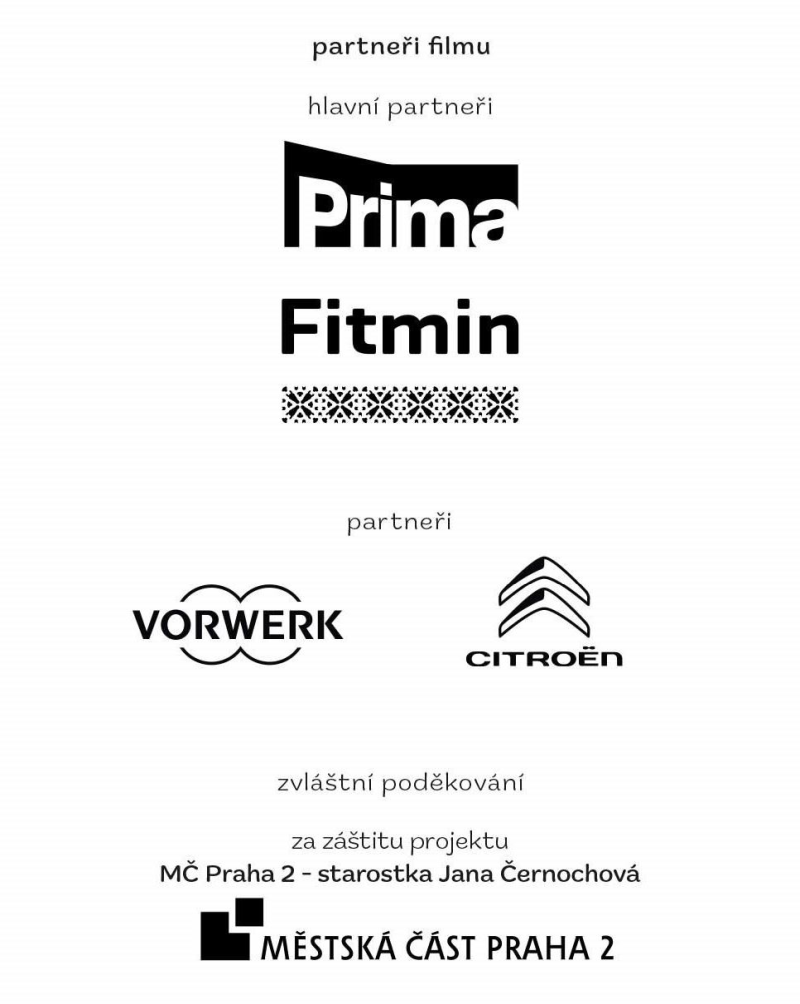 partneři filmu
hlavní partneři
Prima
Fitmin
partneři
VORWERK
CITROËN
zvláštní poděkování
za záštitu projektu
MČ Praha 2 - starostka Jana Černochová
MĚSTSKÁ ČÁST PRAHA 2